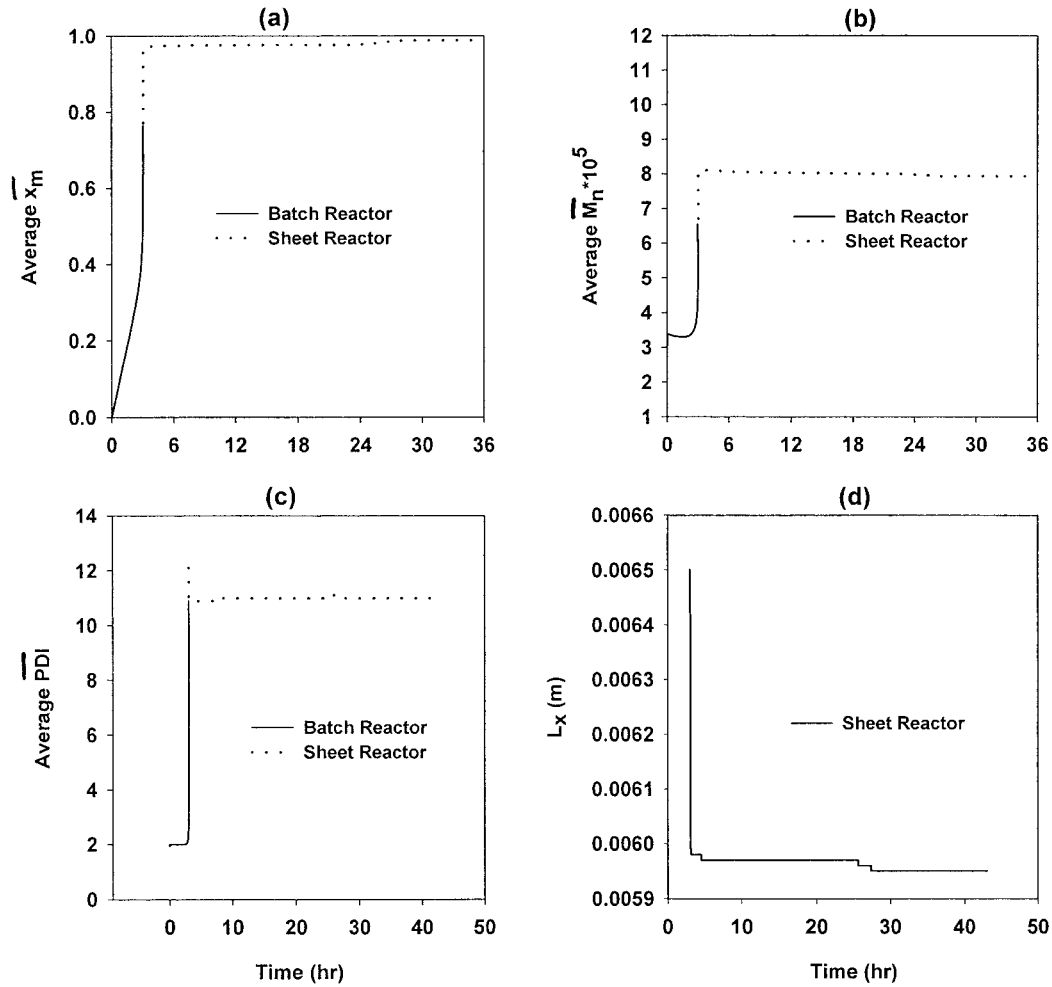 (a)
1.0
0.8
0.6
0.4
0.2
0.0
Average x̅m
Batch Reactor
Sheet Reactor
0 6 12 18 24 30 36
(b)
12
11
10
9
8
7
6
5
4
3
2
1
Average M̅n*10^5
Batch Reactor
Sheet Reactor
0 6 12 18 24 30 36
(c)
14
12
10
8
6
4
2
0
Average P̅D̅I̅
Batch Reactor
Sheet Reactor
0 10 20 30 40 50
Time (hr)
(d)
0.0066
0.0065
0.0064
0.0063
0.0062
0.0061
0.0060
0.0059
Lx (m)
Sheet Reactor
0 10 20 30 40 50
Time (hr)